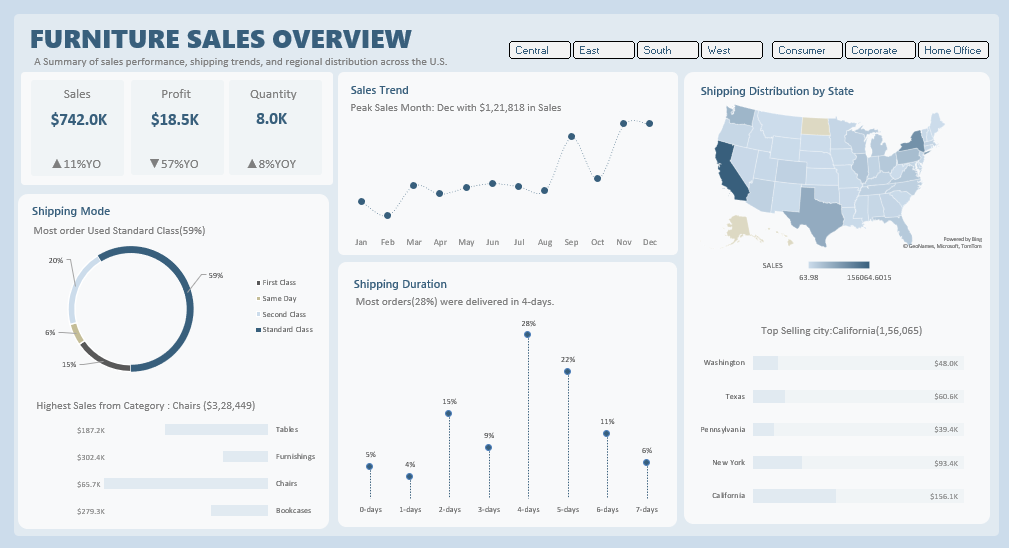 FURNITURE SALES OVERVIEW
A Summary of sales performance, shipping trends, and regional distribution across the U.S.
Central East South West Consumer Corporate Home Office
Sales Profit Quantity
$742.0K $18.5K 8.0K
▲11%YO ▼57%YO ▲8%YOY
Shipping Mode
Most order Used Standard Class(59%)
20%
59%
6%
15%
First Class
Same Day
Second Class
Standard Class
Highest Sales from Category : Chairs ($3,28,449)
$187.2K Tables
$302.4K Furnishings
$65.7K Chairs
$279.3K Bookcases
Sales Trend
Peak Sales Month: Dec with $1,21,818 in Sales
Jan Feb Mar Apr May Jun Jul Aug Sep Oct Nov Dec
Shipping Duration
Most orders(28%) were delivered in 4-days.
5% 4% 15% 9% 28% 22% 11% 6%
0-days 1-days 2-days 3-days 4-days 5-days 6-days 7-days
Shipping Distribution by State
Powered by Bing
© GeoNames, Microsoft, TomTom
SALES
63.98 156064.6015
Top Selling city:California(1,56,065)
Washington $48.0K
Texas $60.6K
Pennsylvania $39.4K
New York $93.4K
California $156.1K